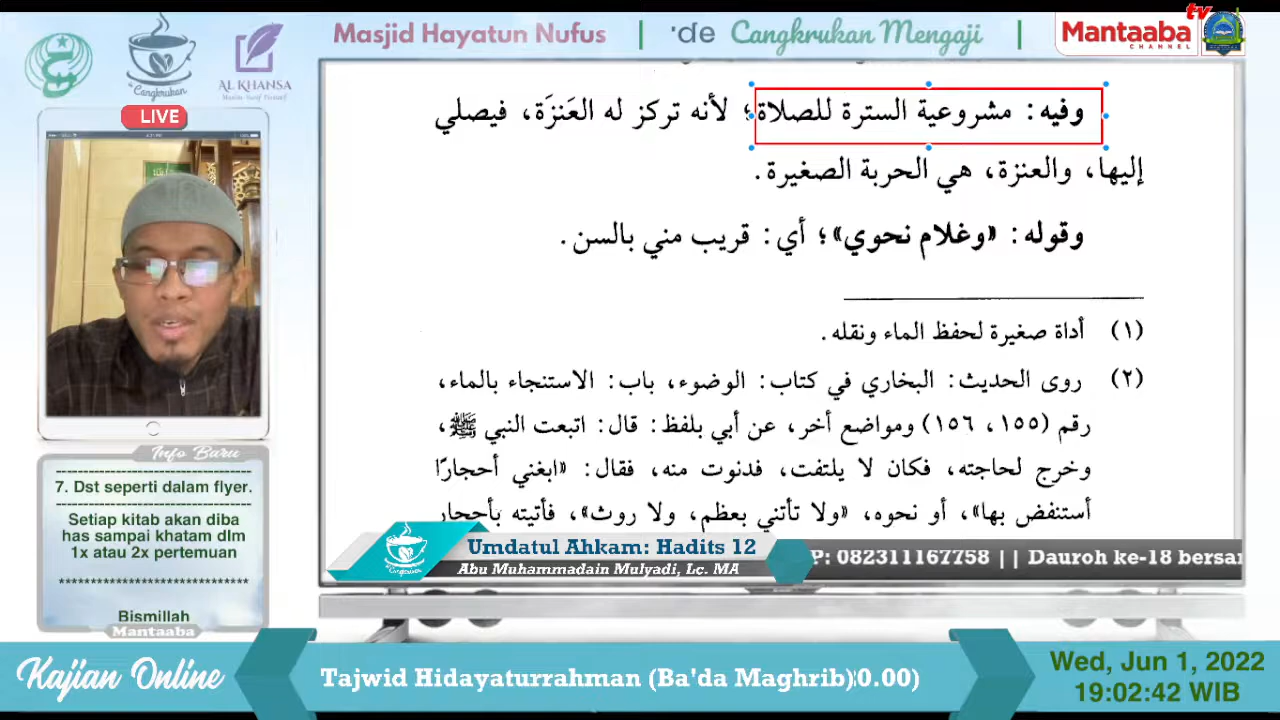 Masjid Hayatun Nufus | 'de Cangkrukan Mengaji |
Mantaaba tv
CHANNEL
Cangkrukan
AL KHANSA
LIVE
وفيه: مشروعية السترة للصلاة؛ لأنه تركز له العَنزَة، فيصلي
إليها، والعنزة، هي الحربة الصغيرة.
وقوله: «وغلام نحوي»؛ أي: قريب مني بالسن.
(١) أداة صغيرة لحفظ الماء ونقله.
(٢) روى الحديث: البخاري في كتاب: الوضوء، باب: الاستنجاء بالماء،
رقم (١٥٥، ١٥٦) ومواضع أخر، عن أبي بلفظ: قال: اتبعت النبي ﷺ،
وخرج لحاجته، فكان لا يلتفت، فدنوت منه، فقال: «ابغني أحجارًا
أستنفض بها»، أو نحوه، «ولا تأتني بعظم، ولا روث»، فأتيته بأحجار
Info Baru
7. Dst seperti dalam flyer.
Setiap kitab akan diba
has sampai khatam dlm
1x atau 2x pertemuan
******************************
Bismillah
Mantaaba
Umdatul Ahkam: Hadits 12
Abu Muhammadain Mulyadi, Lc. MA
P: 082311167758 || Dauroh ke-18 bersa
Kajian Online
Tajwid Hidayaturrahman (Ba'da Maghrib) 0.00)
Wed, Jun 1, 2022
19:02:42 WIB